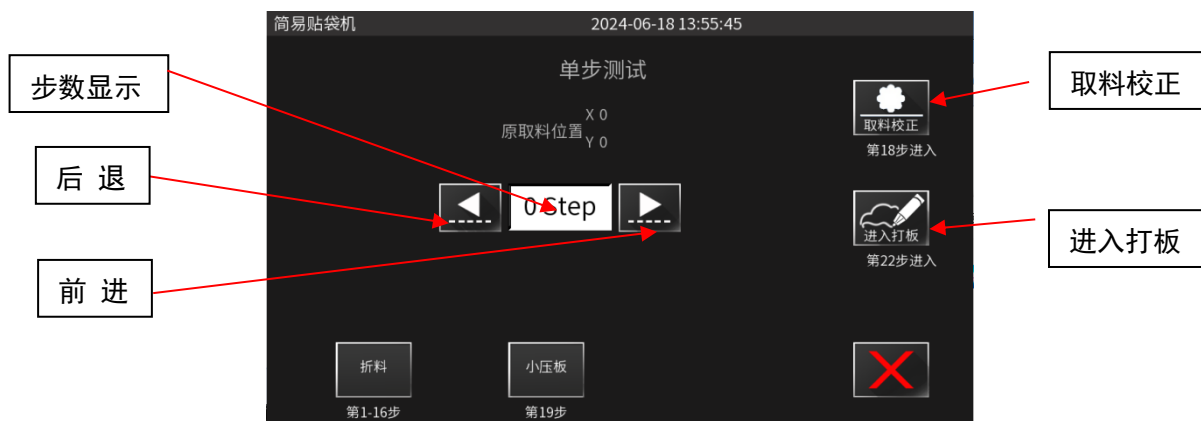 简易贴袋机
2024-06-18 13:55:45
单步测试
步数显示
取料校正
原取料位置
X 0
Y 0
取料校正
第18步进入
后 退
0 Step
进入打板
第22步进入
进入打板
前 进
折料
第1-16步
小压板
第19步